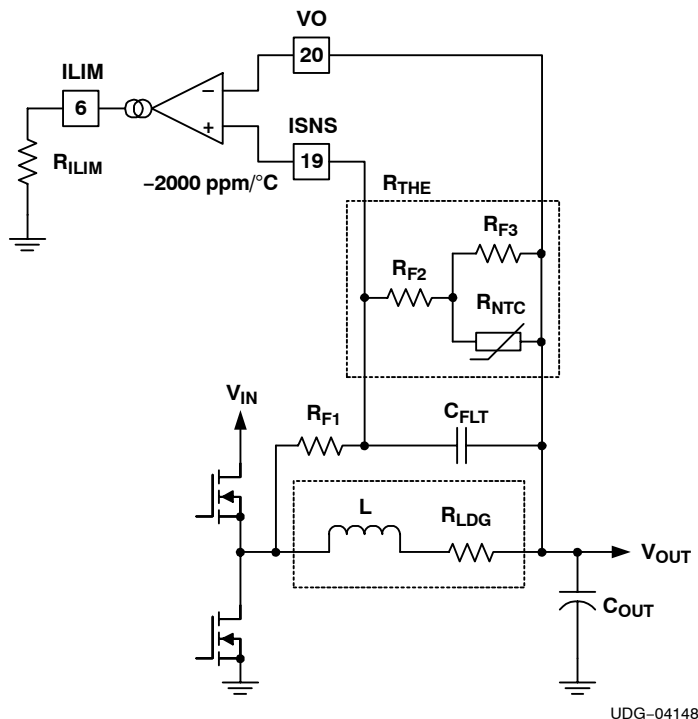 VO
20
ILIM
6
ISNS
19
R_ILIM
–2000 ppm/°C
R_THE
R_F3
R_F2
R_NTC
V_IN
R_F1
C_FLT
L
R_LDG
V_OUT
C_OUT
UDG–04148